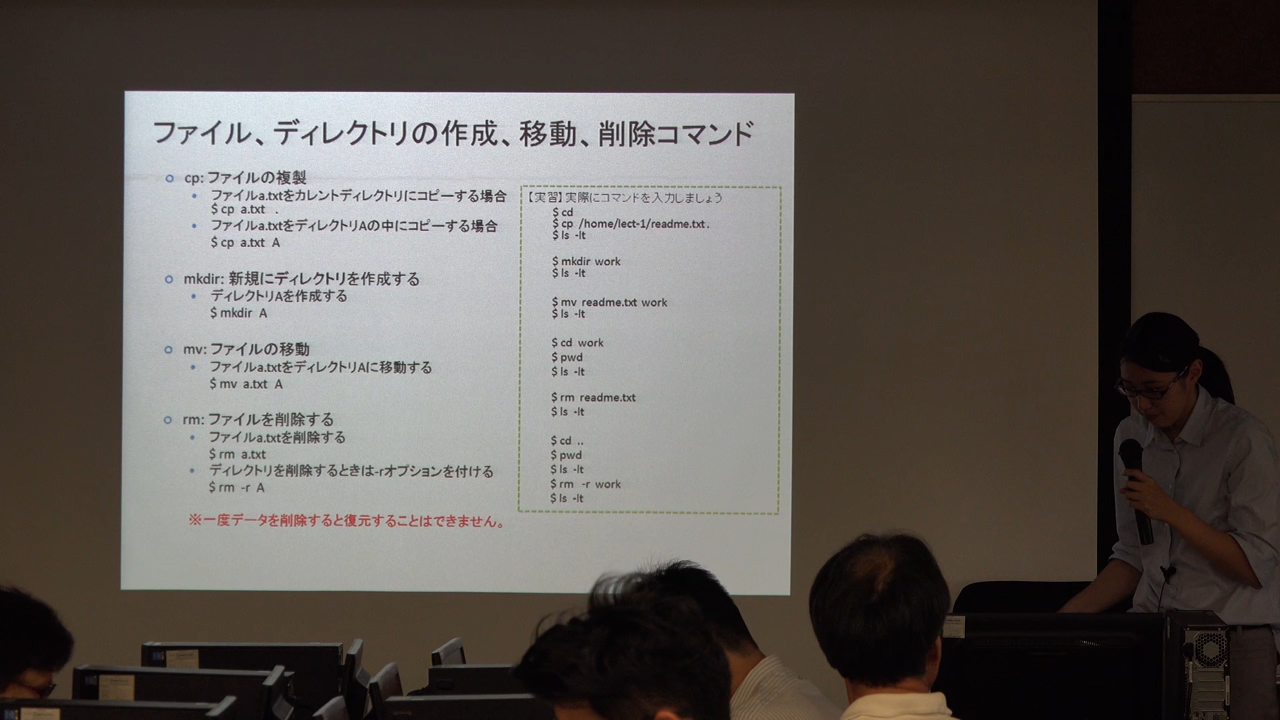 ファイル、ディレクトリの作成、移動、削除コマンド
cp: ファイルの複製
ファイルa.txtをカレントディレクトリにコピーする場合
$ cp a.txt .
ファイルa.txtをディレクトリAの中にコピーする場合
$ cp a.txt A
mkdir: 新規にディレクトリを作成する
ディレクトリAを作成する
$ mkdir A
mv: ファイルの移動
ファイルa.txtをディレクトリAに移動する
$ mv a.txt A
rm: ファイルを削除する
ファイルa.txtを削除する
$ rm a.txt
ディレクトリを削除するときは-rオプションを付ける
$ rm -r A
※一度データを削除すると復元することはできません。
【実習】実際にコマンドを入力しましょう
$ cd
$ cp /home/lect-1/readme.txt .
$ ls -lt
$ mkdir work
$ ls -lt
$ mv readme.txt work
$ ls -lt
$ cd work
$ pwd
$ ls -lt
$ rm readme.txt
$ ls -lt
$ cd ..
$ pwd
$ ls -lt
$ rm -r work
$ ls -lt